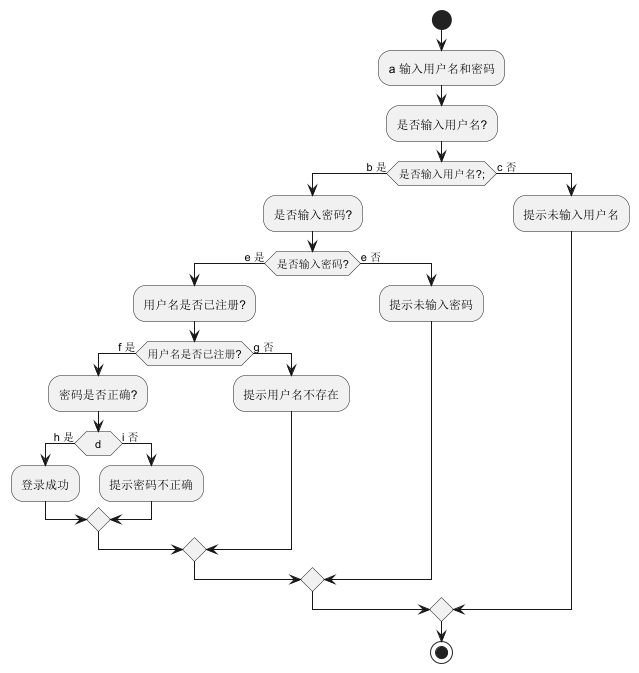 a 输入用户名和密码
是否输入用户名?
b 是
是否输入用户名?;
c 否
是否输入密码?
提示未输入用户名
e 是
是否输入密码?
e 否
用户名是否已注册?
提示未输入密码
f 是
用户名是否已注册?
g 否
密码是否正确?
提示用户名不存在
h 是
d
i 否
登录成功
提示密码不正确